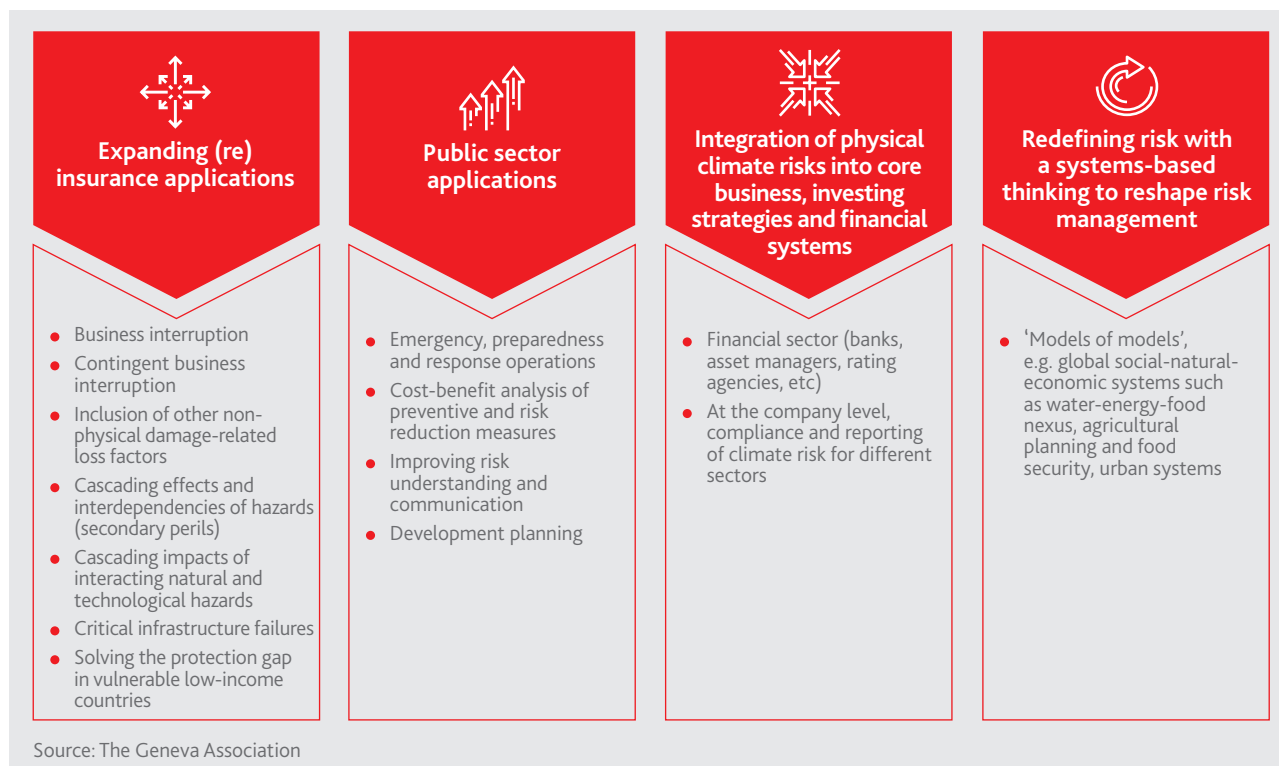 Expanding (re)
insurance applications
Business interruption
Contingent business
interruption
Inclusion of other non-
physical damage-related
loss factors
Cascading effects and
interdependencies of hazards
(secondary perils)
Cascading impacts of
interacting natural and
technological hazards
Critical infrastructure failures
Solving the protection gap
in vulnerable low-income
countries
Public sector
applications
Emergency, preparedness
and response operations
Cost-benefit analysis of
preventive and risk
reduction measures
Improving risk
understanding and
communication
Development planning
Integration of physical
climate risks into core
business, investing
strategies and financial
systems
Financial sector (banks,
asset managers, rating
agencies, etc)
At the company level,
compliance and reporting
of climate risk for different
sectors
Redefining risk with
a systems-based
thinking to reshape risk
management
‘Models of models’,
e.g. global social-natural-
economic systems such
as water-energy-food
nexus, agricultural
planning and food
security, urban systems
Source: The Geneva Association